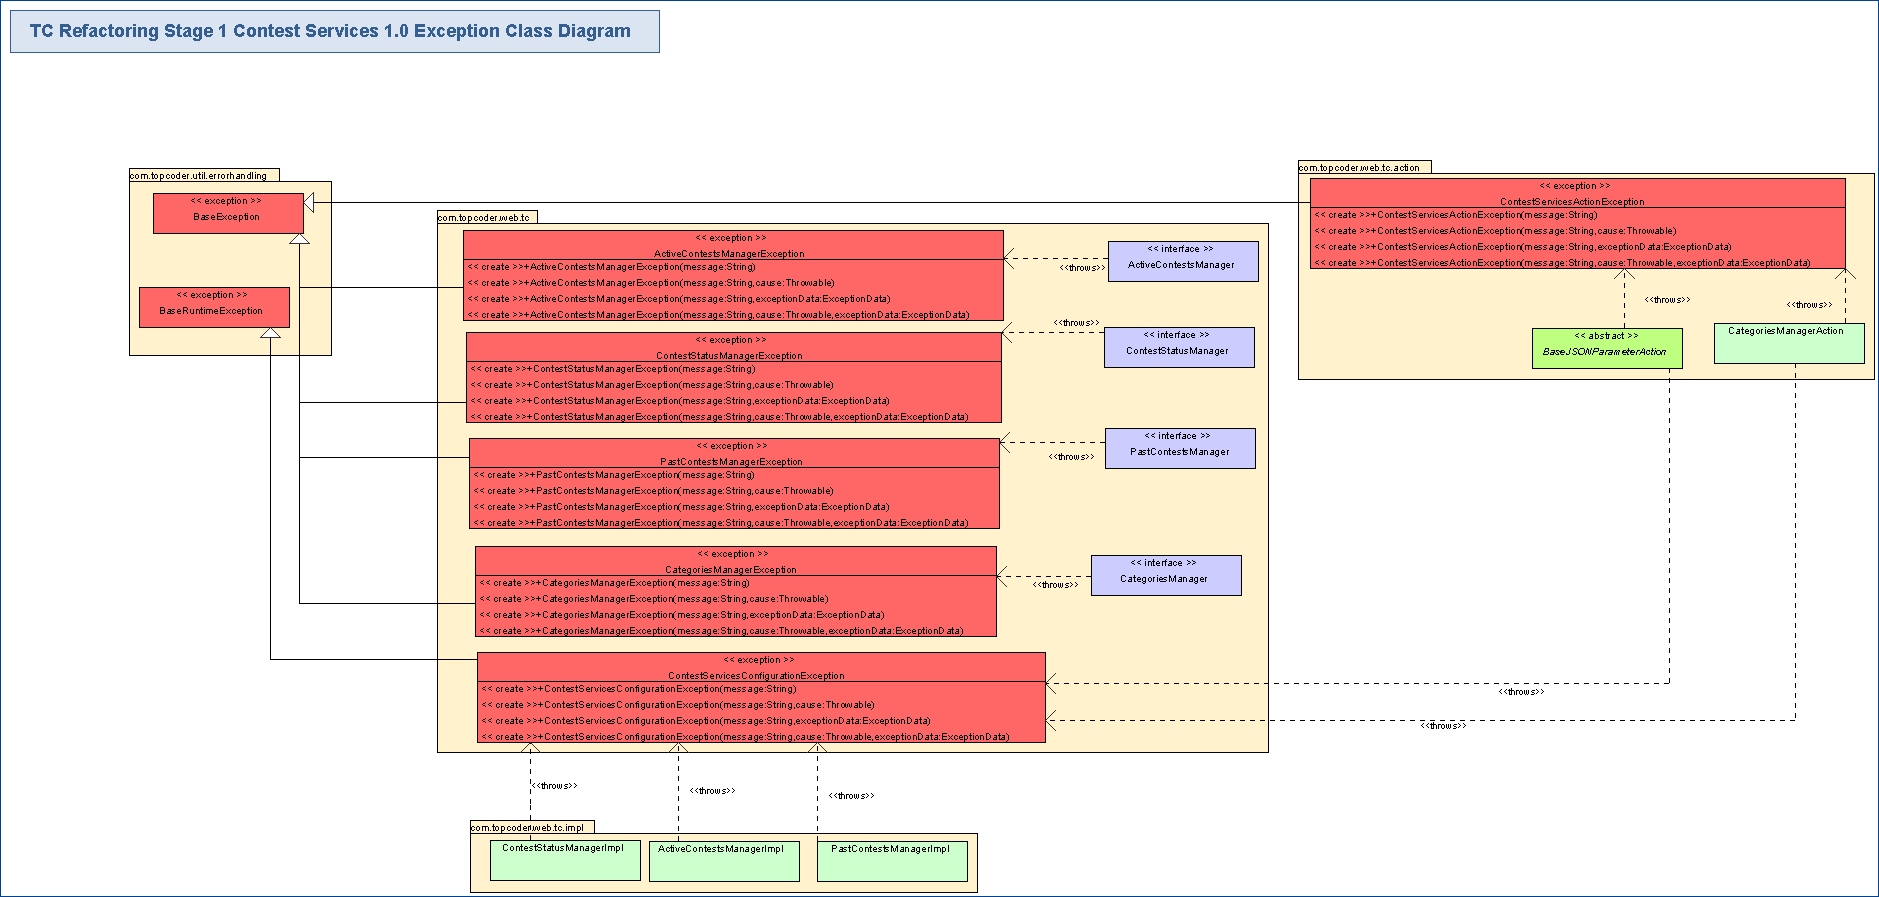 TC Refactoring Stage 1 Contest Services 1.0 Exception Class Diagram
com.topcoder.util.errorhandling
<< exception >>
BaseException
<< exception >>
BaseRuntimeException
com.topcoder.web.tc
<< exception >>
ActiveContestsManagerException
<< create >>+ActiveContestsManagerException(message:String)
<< create >>+ActiveContestsManagerException(message:String,cause:Throwable)
<< create >>+ActiveContestsManagerException(message:String,exceptionData:ExceptionData)
<< create >>+ActiveContestsManagerException(message:String,cause:Throwable,exceptionData:ExceptionData)
<<throws>>
<< interface >>
ActiveContestsManager
<< exception >>
ContestStatusManagerException
<< create >>+ContestStatusManagerException(message:String)
<< create >>+ContestStatusManagerException(message:String,cause:Throwable)
<< create >>+ContestStatusManagerException(message:String,exceptionData:ExceptionData)
<< create >>+ContestStatusManagerException(message:String,cause:Throwable,exceptionData:ExceptionData)
<<throws>>
<< interface >>
ContestStatusManager
<< exception >>
PastContestsManagerException
<< create >>+PastContestsManagerException(message:String)
<< create >>+PastContestsManagerException(message:String,cause:Throwable)
<< create >>+PastContestsManagerException(message:String,exceptionData:ExceptionData)
<< create >>+PastContestsManagerException(message:String,cause:Throwable,exceptionData:ExceptionData)
<<throws>>
<< interface >>
PastContestsManager
<< exception >>
CategoriesManagerException
<< create >>+CategoriesManagerException(message:String)
<< create >>+CategoriesManagerException(message:String,cause:Throwable)
<< create >>+CategoriesManagerException(message:String,exceptionData:ExceptionData)
<< create >>+CategoriesManagerException(message:String,cause:Throwable,exceptionData:ExceptionData)
<<throws>>
<< interface >>
CategoriesManager
<< exception >>
ContestServicesConfigurationException
<< create >>+ContestServicesConfigurationException(message:String)
<< create >>+ContestServicesConfigurationException(message:String,cause:Throwable)
<< create >>+ContestServicesConfigurationException(message:String,exceptionData:ExceptionData)
<< create >>+ContestServicesConfigurationException(message:String,cause:Throwable,exceptionData:ExceptionData)
com.topcoder.web.tc.action
<< exception >>
ContestServicesActionException
<< create >>+ContestServicesActionException(message:String)
<< create >>+ContestServicesActionException(message:String,cause:Throwable)
<< create >>+ContestServicesActionException(message:String,exceptionData:ExceptionData)
<< create >>+ContestServicesActionException(message:String,cause:Throwable,exceptionData:ExceptionData)
<<throws>>
<<throws>>
<< abstract >>
BaseJSONParameterAction
CategoriesManagerAction
<<throws>>
<<throws>>
<<throws>>
<<throws>>
<<throws>>
com.topcoder.web.tc.impl
ContestStatusManagerImpl
ActiveContestsManagerImpl
PastContestsManagerImpl